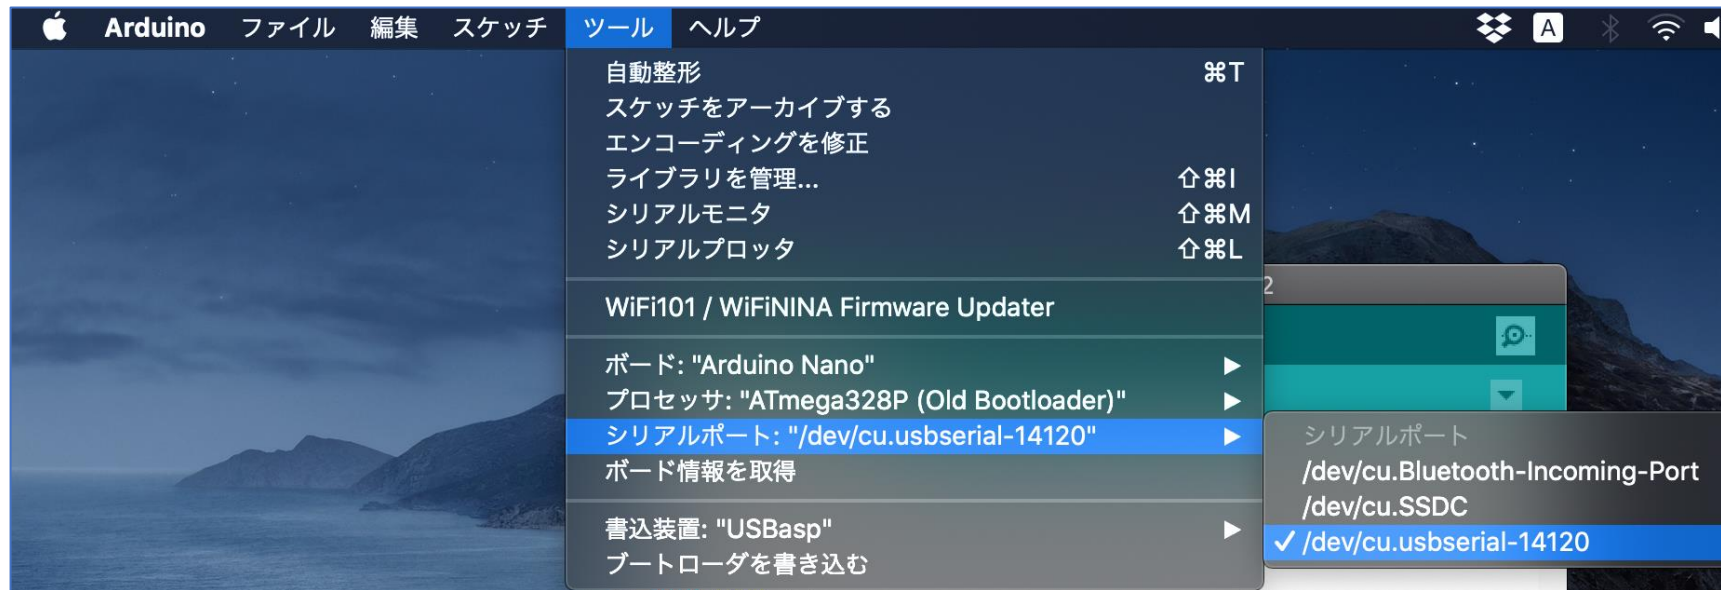 Arduino ファイル 編集 スケッチ ツール ヘルプ A
自動整形 ⌘T
スケッチをアーカイブする
エンコーディングを修正
ライブラリを管理... ⇧⌘I
シリアルモニタ ⇧⌘M
シリアルプロッタ ⇧⌘L
2
WiFi101 / WiFiNINA Firmware Updater
ボード: "Arduino Nano" ▶
プロセッサ: "ATmega328P (Old Bootloader)" ▶
シリアルポート: "/dev/cu.usbserial-14120" ▶
ボード情報を取得
書込装置: "USBasp" ▶
ブートローダを書き込む
シリアルポート
/dev/cu.Bluetooth-Incoming-Port
/dev/cu.SSDC
✓ /dev/cu.usbserial-14120